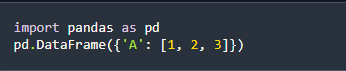 import pandas as pd
pd.DataFrame({'A': [1, 2, 3]})